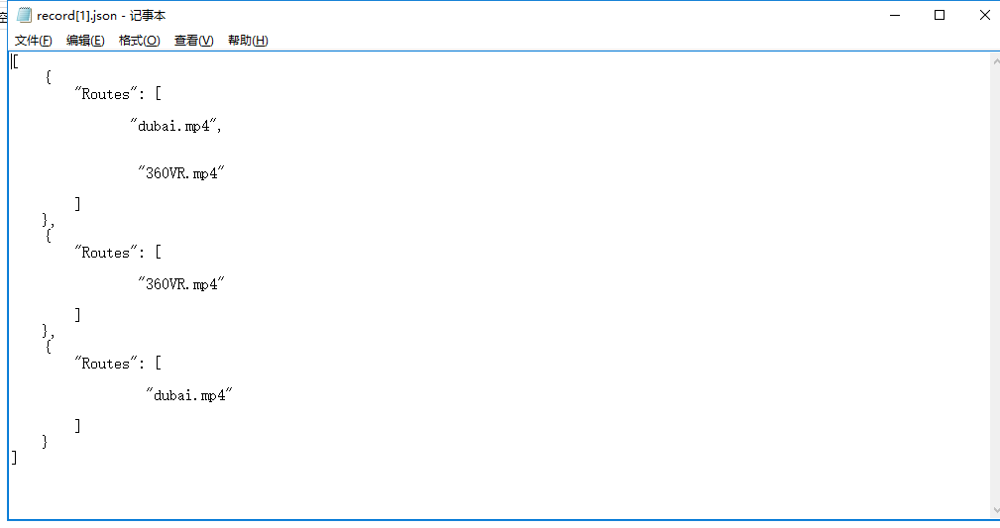 空
record[1].json - 记事本
文件(F) 编辑(E) 格式(O) 查看(V) 帮助(H)
[
{
"Routes": [
"dubai.mp4",
"360VR.mp4"
]
},
{
"Routes": [
"360VR.mp4"
]
},
{
"Routes": [
"dubai.mp4"
]
}
]